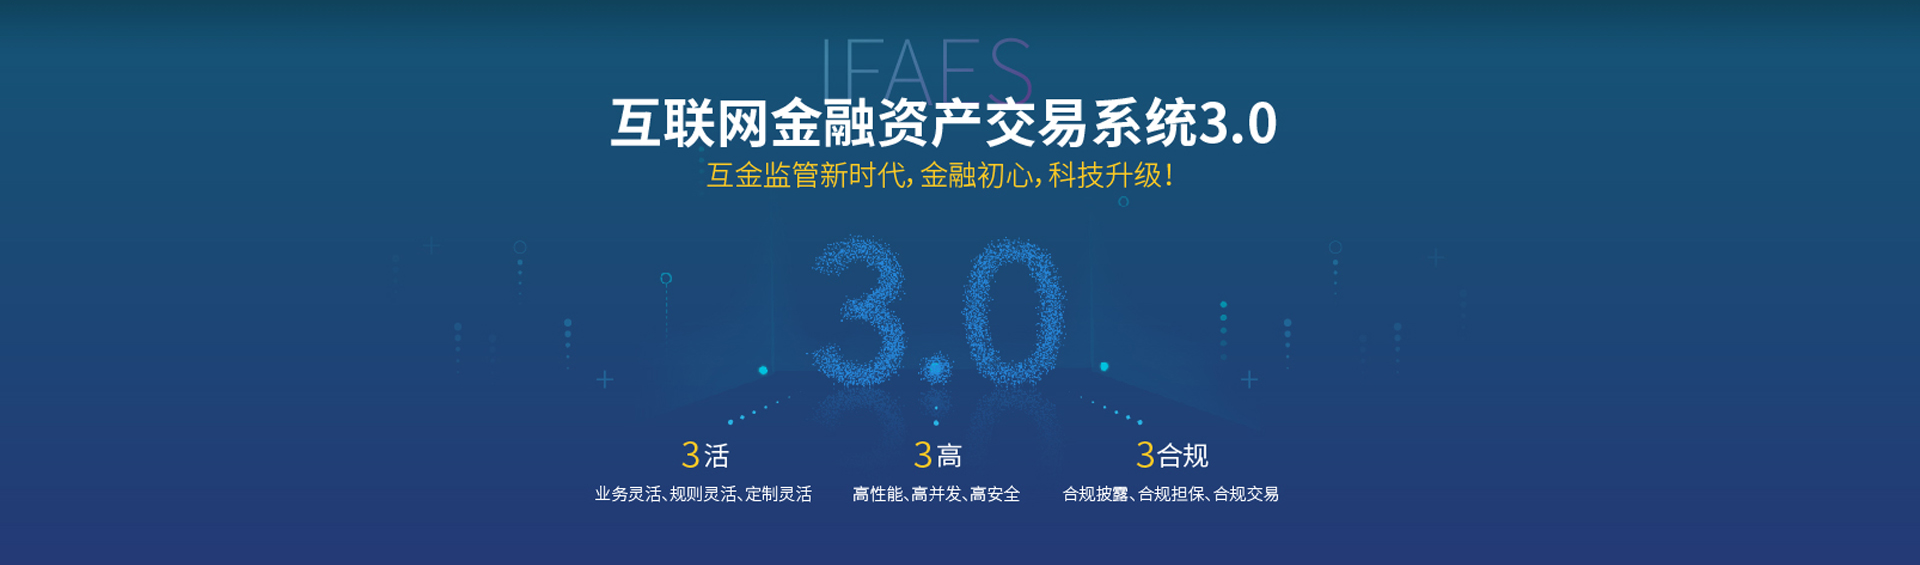 IFAES
互联网金融资产交易系统3.0
互金监管新时代，金融初心，科技升级！
3.0
3活
3高
3合规
业务灵活、规则灵活、定制灵活
高性能、高并发、高安全
合规披露、合规担保、合规交易